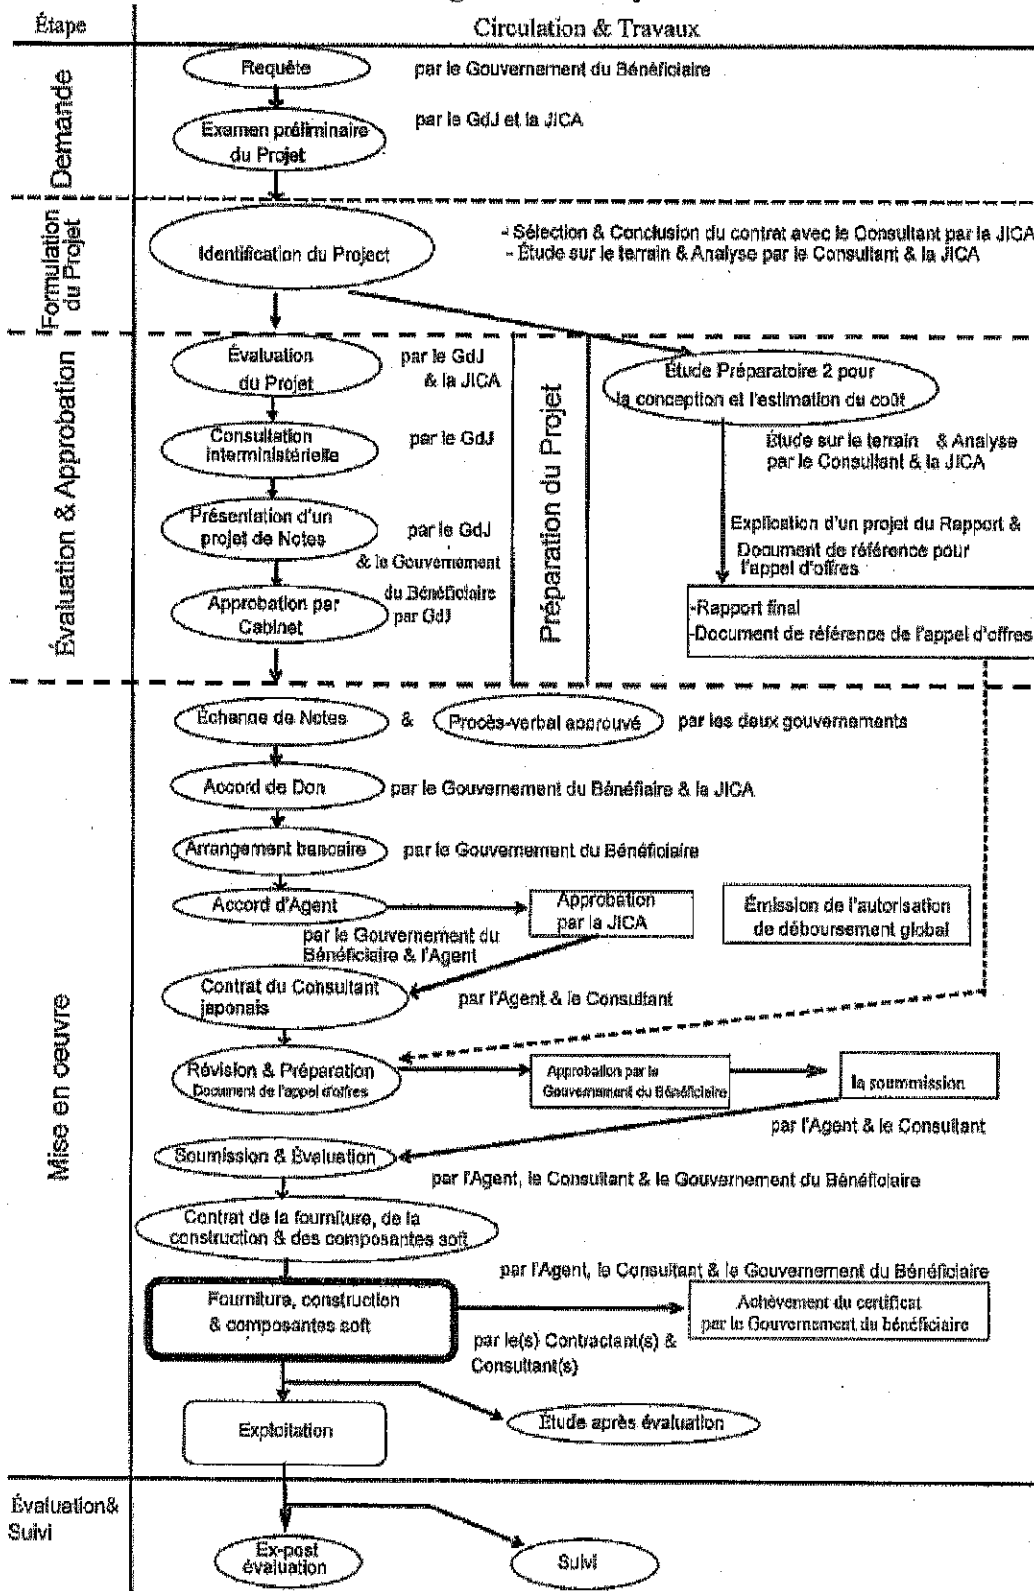 Étape
Circulation & Travaux
Demande
Requête
par le Gouvernement du Bénéficiaire
Examen préliminaire
du Projet
par le GdJ et la JICA
Formulation
du Projet
Identification du Project
- Sélection & Conclusion du contrat avec le Consultant par la JICA
- Étude sur le terrain & Analyse par le Consultant & la JICA
Évaluation & Approbation
Évaluation
du Projet
par le GdJ
& la JICA
Consultation
interministérielle
par le GdJ
Présentation d'un
projet de Notes
par le GdJ
& le Gouvernement
du Bénéficiaire
Approbation par
Cabinet
par GdJ
Préparation du Projet
Étude Préparatoire 2 pour
la conception et l'estimation du coût
Étude sur le terrain & Analyse
par le Consultant & la JICA
Explication d'un projet du Rapport &
Document de référence pour
l'appel d'offres
-Rapport final
-Document de référence de l'appel d'offres
Mise en oeuvre
Échange de Notes
&
Procès-verbal approuvé
par les deux gouvernements
Accord de Don
par le Gouvernement du Bénéfiaire & la JICA
Arrangement bancaire
par le Gouvernement du Bénéficiaire
Accord d'Agent
Approbation
par la JICA
Émission de l'autorisation
de déboursement global
par le Gouvernement du
Bénéficiaire & l'Agent
Contrat du Consultant
japonais
par l'Agent & le Consultant
Révision & Préparation
Document de l'appel d'offres
Approbation par le
Gouvernement du Bénéficiaire
la soummission
par l'Agent & le Consultant
Soumission & Évaluation
par l'Agent, le Consultant & le Gouvernement du Bénéficiaire
Contrat de la fourniture, de la
construction & des composantes soft
par l'Agent, le Consultant & le Gouvernement du Bénéficiaire
Fourniture, construction
& composantes soft
Achèvement du certificat
par le Gouvernement du bénéficiaire
par le(s) Contractant(s) &
Consultant(s)
Exploitation
Étude après évaluation
Évaluation&
Suivi
Ex-post
évaluation
Suivi